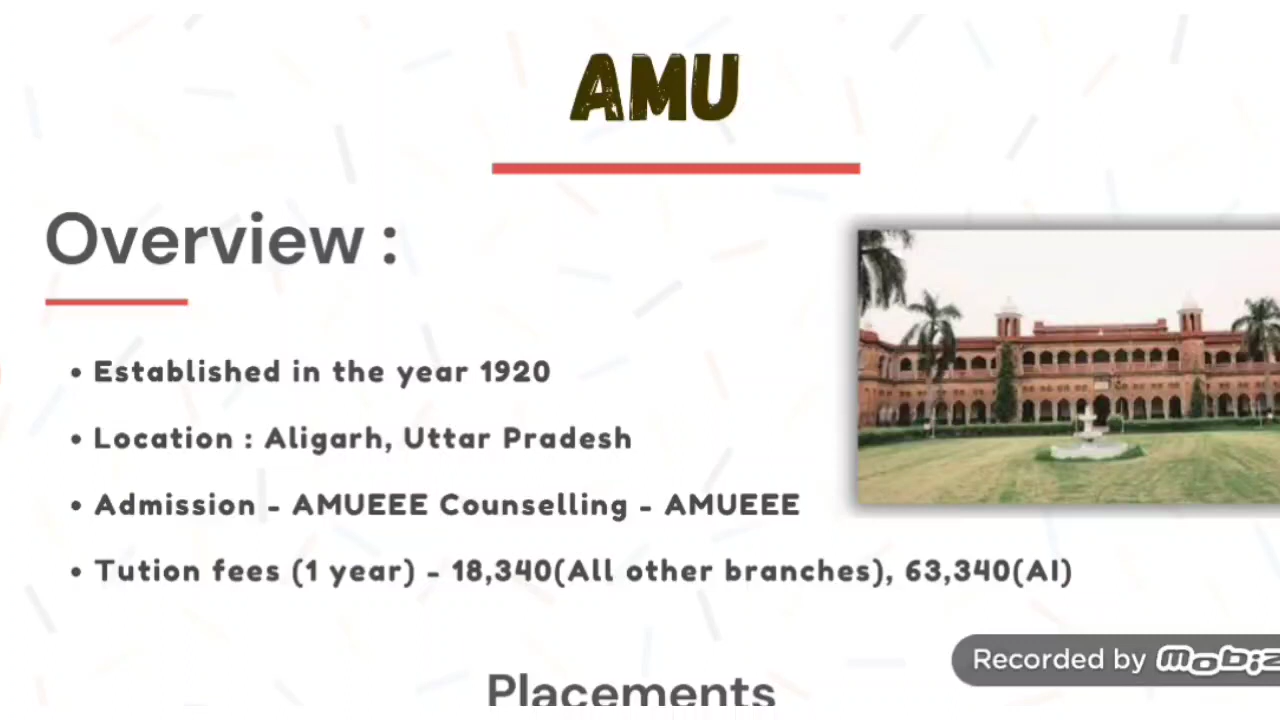 AMU
Overview :
• Established in the year 1920
• Location : Aligarh, Uttar Pradesh
• Admission - AMUEEE Counselling - AMUEEE
• Tution fees (1 year) - 18,340(All other branches), 63,340(AI)
Recorded by mobiz
Placements